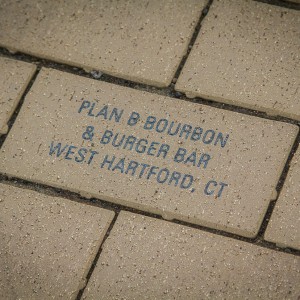 PLAN B BOURBON
& BURGER BAR
WEST HARTFORD, CT